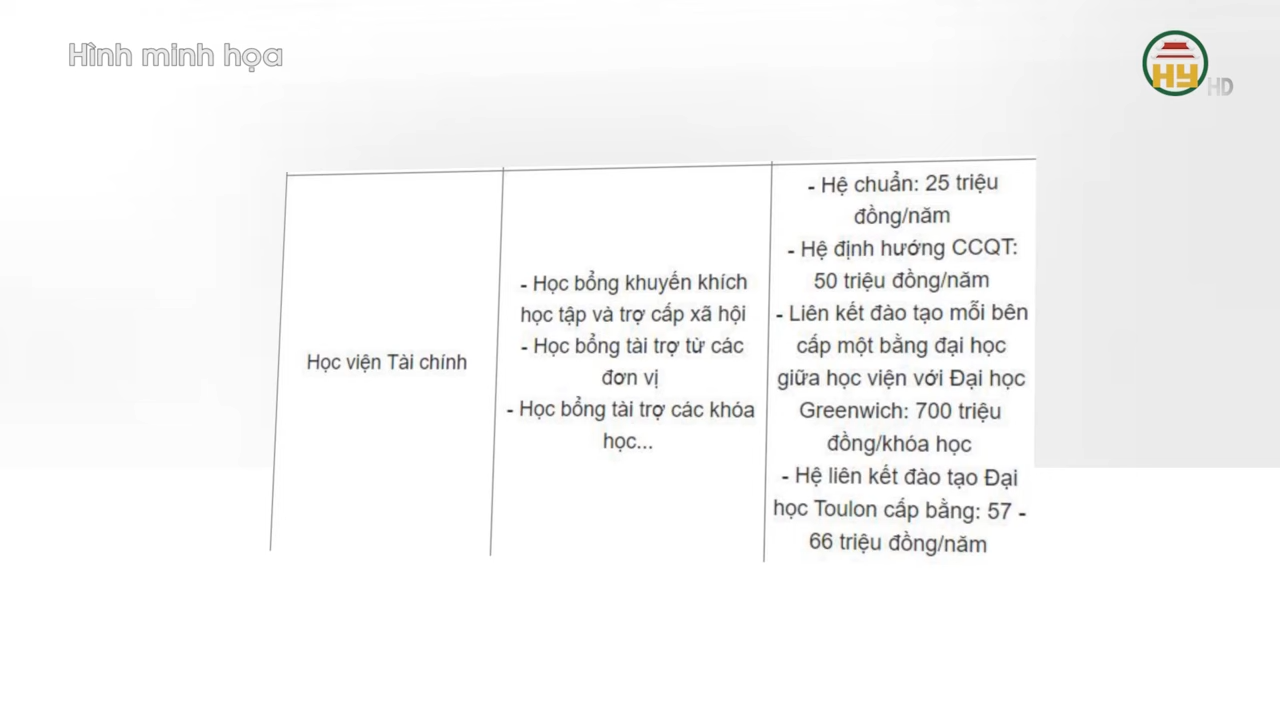 Hình minh họa
HY
HD
Học viện Tài chính
- Học bổng khuyến khích
học tập và trợ cấp xã hội
- Học bổng tài trợ từ các
đơn vị
- Học bổng tài trợ các khóa
học...
- Hệ chuẩn: 25 triệu
đồng/năm
- Hệ định hướng CCQT:
50 triệu đồng/năm
- Liên kết đào tạo mỗi bên
cấp một bằng đại học
giữa học viện với Đại học
Greenwich: 700 triệu
đồng/khóa học
- Hệ liên kết đào tạo Đại
học Toulon cấp bằng: 57 -
66 triệu đồng/năm